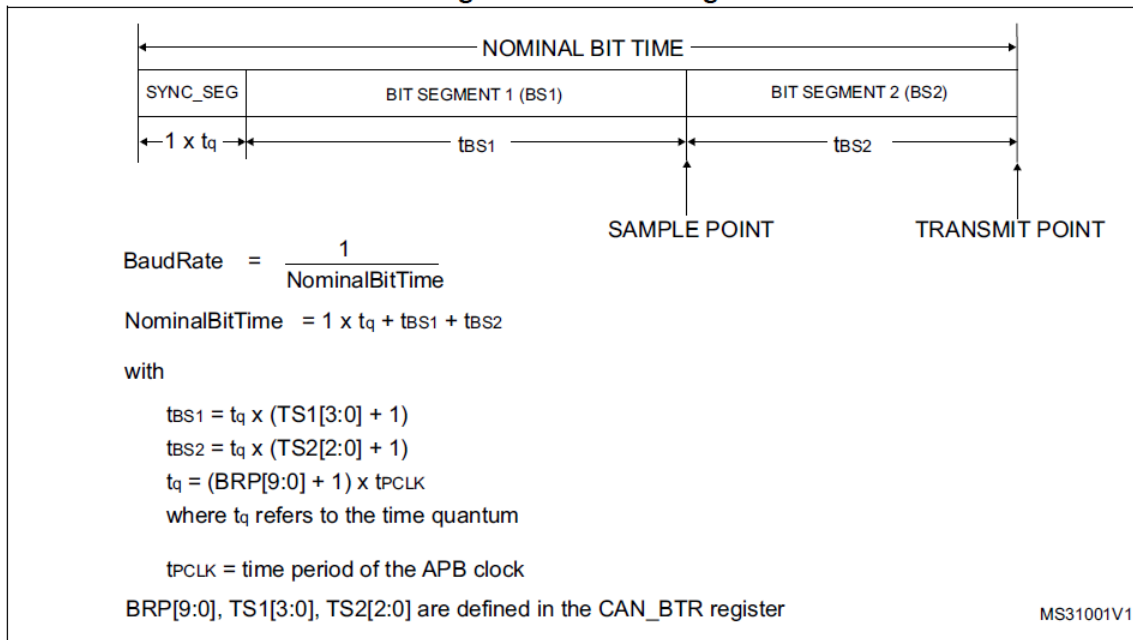 NOMINAL BIT TIME
SYNC_SEG BIT SEGMENT 1 (BS1) BIT SEGMENT 2 (BS2)
1 x tq tBS1 tBS2
SAMPLE POINT TRANSMIT POINT
BaudRate = 1
NominalBitTime
NominalBitTime = 1 x tq + tBS1 + tBS2
with
tBS1 = tq x (TS1[3:0] + 1)
tBS2 = tq x (TS2[2:0] + 1)
tq = (BRP[9:0] + 1) x tPCLK
where tq refers to the time quantum
tPCLK = time period of the APB clock
BRP[9:0], TS1[3:0], TS2[2:0] are defined in the CAN_BTR register
MS31001V1